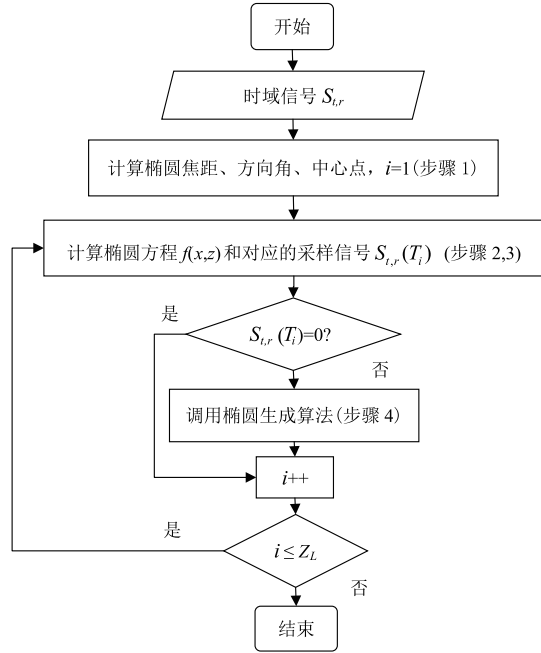 开始
时域信号 S_{t,r}
计算椭圆焦距、方向角、中心点，i=1(步骤 1)
计算椭圆方程 f(x,z) 和对应的采样信号 S_{t,r}(T_i) (步骤 2,3)
是
S_{t,r}(T_i)=0?
否
调用椭圆生成算法(步骤 4)
i++
是
i ≤ Z_L
否
结束